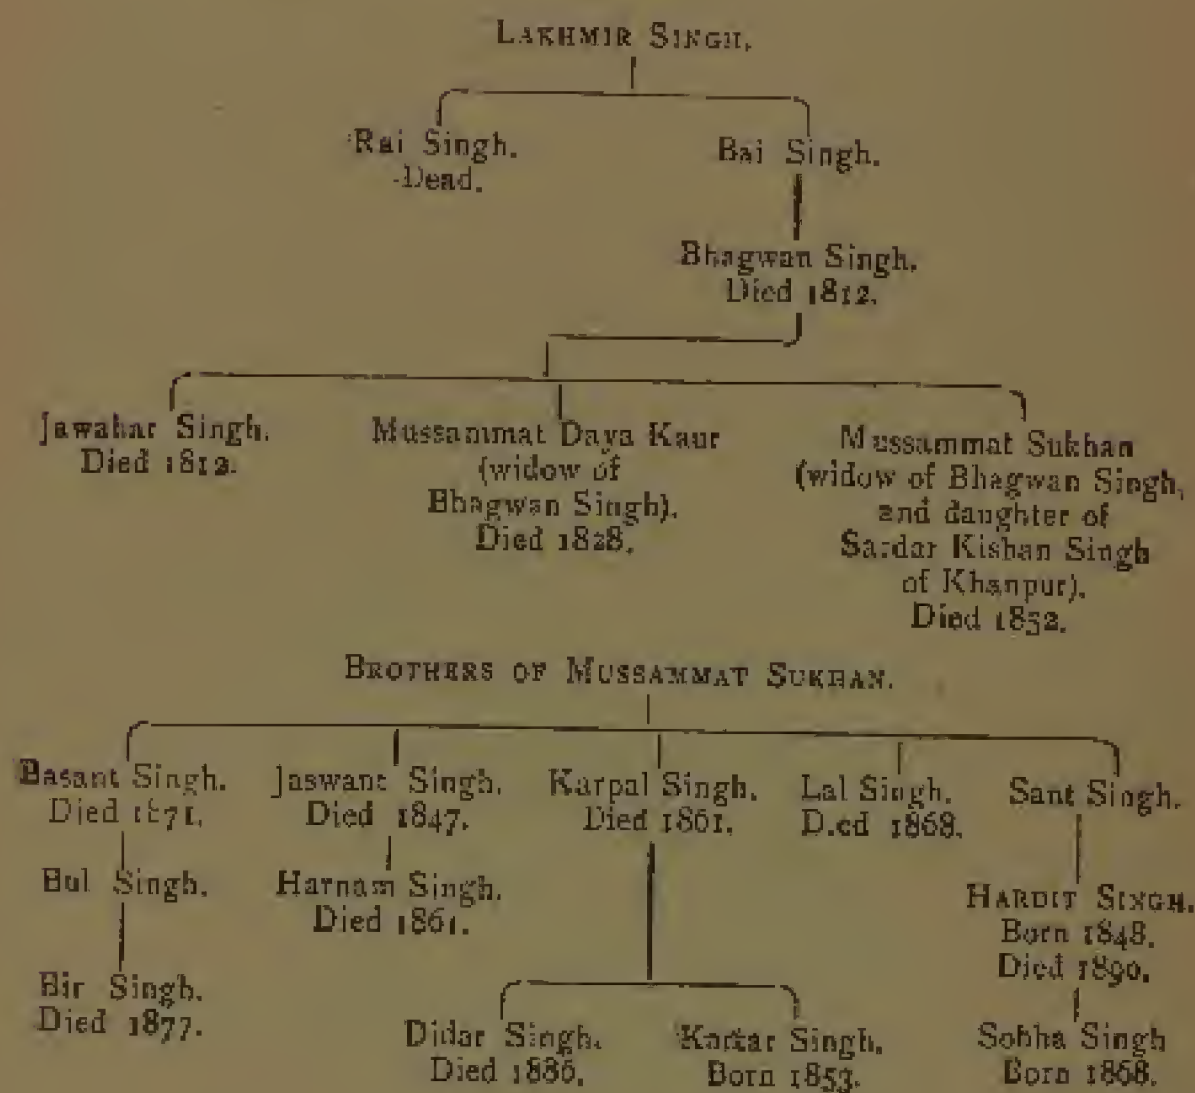 LAKHMIR SINGH.
Rai Singh.
Dead.
Bai Singh.
Bhagwan Singh.
Died 1812.
Jawahar Singh.
Died 1812.
Mussammat Daya Kaur
(widow of
Bhagwan Singh).
Died 1828.
Mussammat Sukhan
(widow of Bhagwan Singh,
and daughter of
Sardar Kishan Singh
of Khanpur).
Died 1832.
BROTHERS OF MUSSAMMAT SUKHAN.
Basant Singh.
Died 1871.
Jaswant Singh.
Died 1847.
Karpal Singh.
Died 1861.
Lal Singh.
Died 1868.
Sant Singh.
Bul Singh.
Harnam Singh.
Died 1861.
HARDIT SINGH.
Born 1848.
Died 1890.
Bir Singh.
Died 1877.
Didar Singh.
Died 1886.
Kartar Singh.
Born 1853.
Sobha Singh
Born 1868.